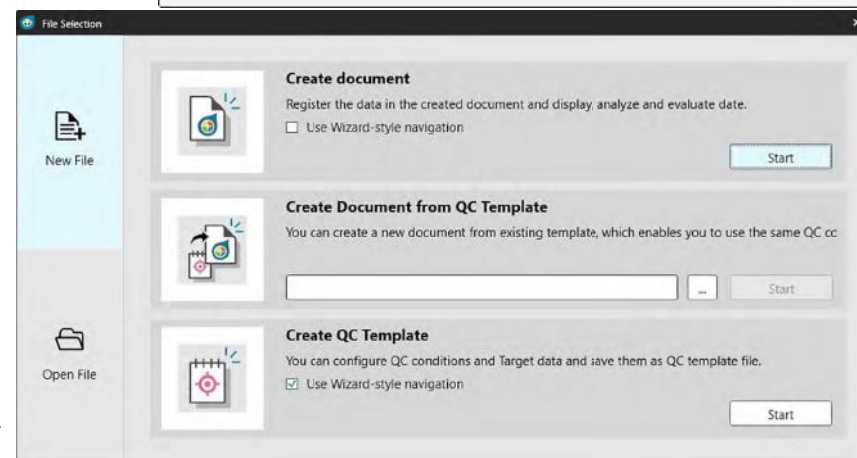 File Selection
New File
Open File
Create document
Register the data in the created document and display, analyze and evaluate date.
Use Wizard-style navigation
Start
Create Document from QC Template
You can create a new document from existing template, which enables you to use the same QC cc
...
Start
Create QC Template
You can configure QC conditions and Target data and save them as QC template file.
Use Wizard-style navigation
Start